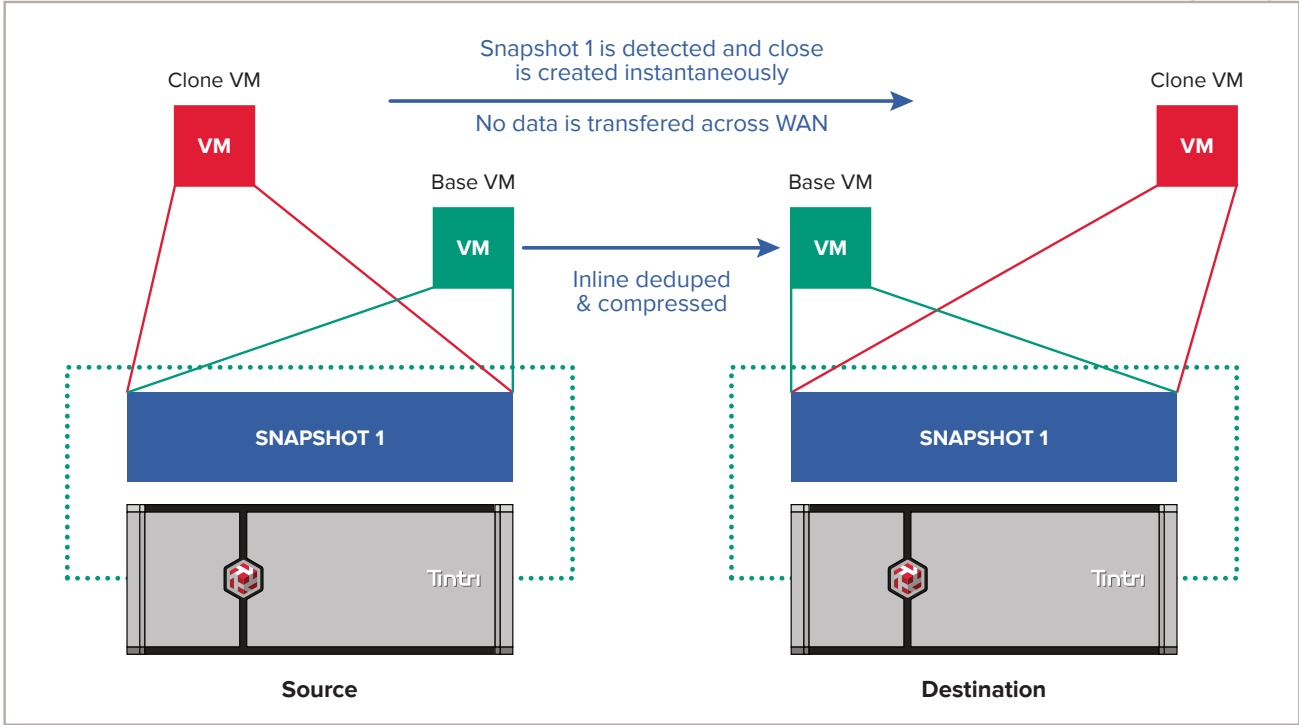 Snapshot 1 is detected and close
is created instantaneously
Clone VM
Clone VM
VM
VM
No data is transfered across WAN
Base VM
Base VM
VM
VM
Inline deduped
& compressed
SNAPSHOT 1
SNAPSHOT 1
Tintri
Tintri
Source
Destination